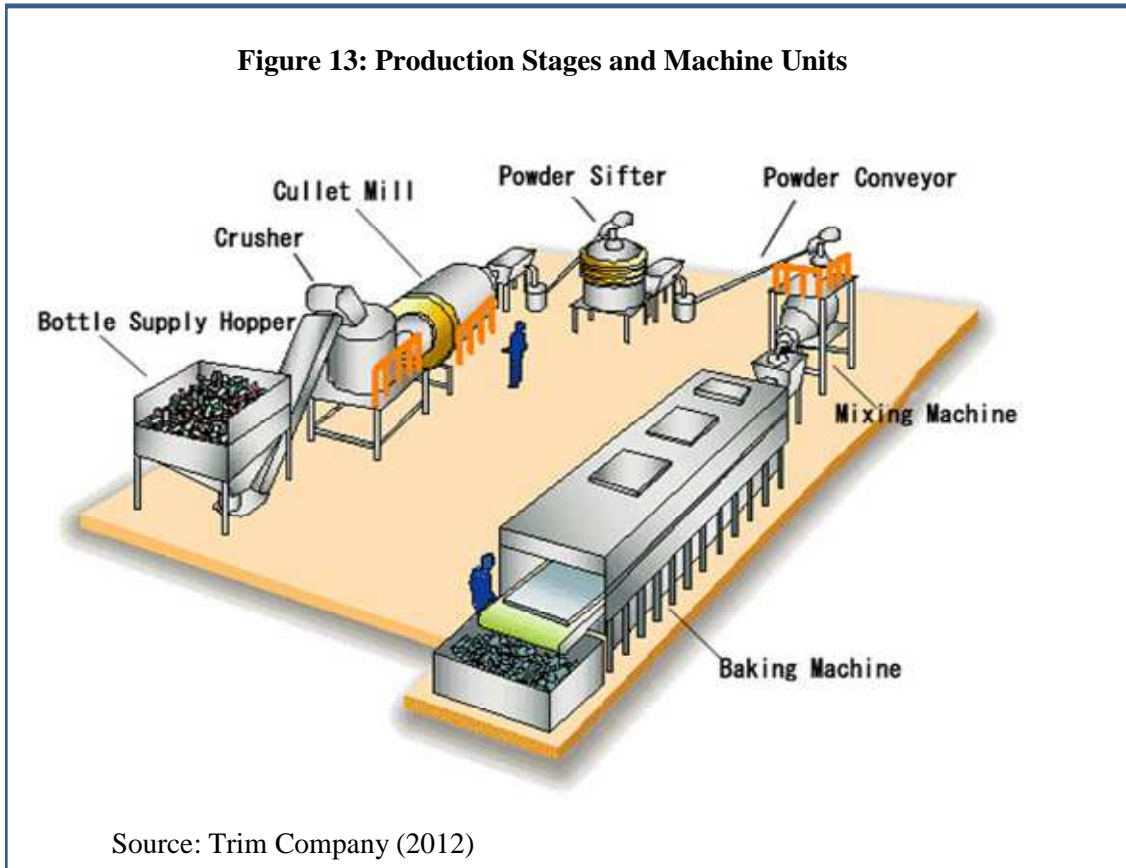 Figure 13: Production Stages and Machine Units
Powder Sifter
Powder Conveyor
Cullet Mill
Crusher
Bottle Supply Hopper
Mixing Machine
Baking Machine
Source: Trim Company (2012)